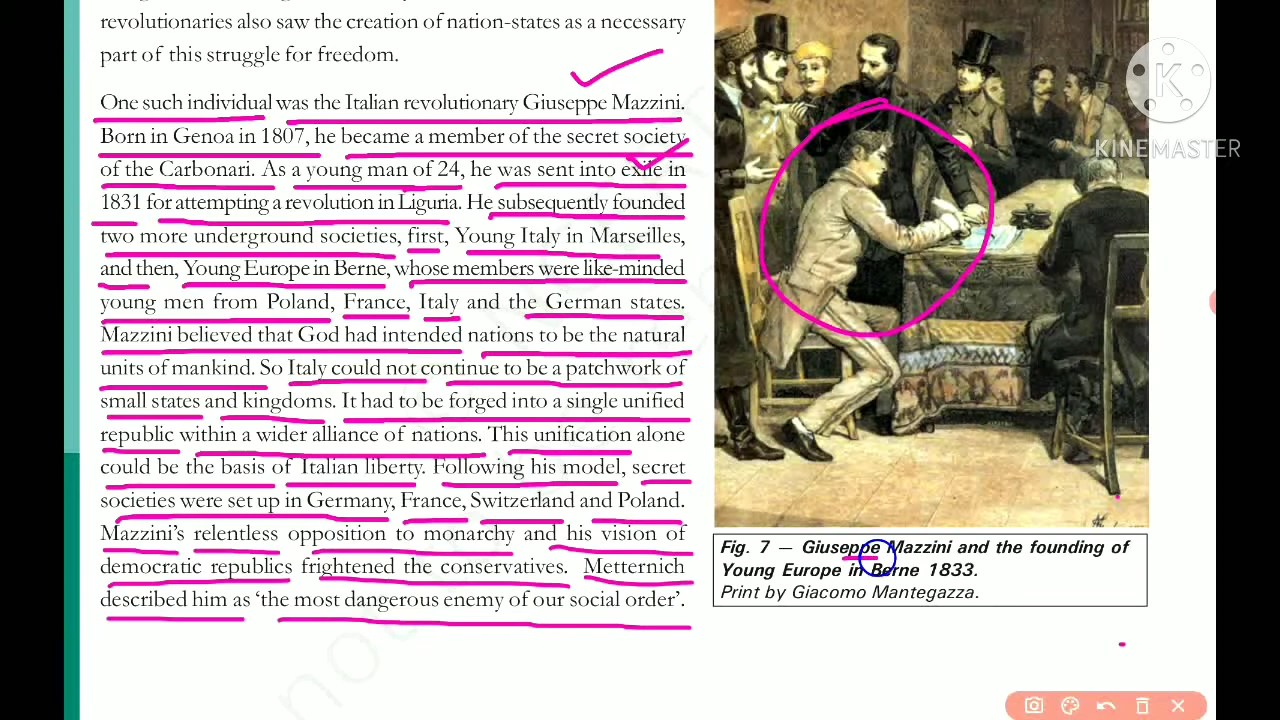 revolutionaries also saw the creation of nation-states as a necessary
part of this struggle for freedom.
One such individual was the Italian revolutionary Giuseppe Mazzini.
Born in Genoa in 1807, he became a member of the secret society
of the Carbonari. As a young man of 24, he was sent into exile in
1831 for attempting a revolution in Liguria. He subsequently founded
two more underground societies, first, Young Italy in Marseilles,
and then, Young Europe in Berne, whose members were like-minded
young men from Poland, France, Italy and the German states.
Mazzini believed that God had intended nations to be the natural
units of mankind. So Italy could not continue to be a patchwork of
small states and kingdoms. It had to be forged into a single unified
republic within a wider alliance of nations. This unification alone
could be the basis of Italian liberty. Following his model, secret
societies were set up in Germany, France, Switzerland and Poland.
Mazzini's relentless opposition to monarchy and his vision of
democratic republics frightened the conservatives. Metternich
described him as 'the most dangerous enemy of our social order'.
K
KINEMASTER
Fig. 7 — Giuseppe Mazzini and the founding of
Young Europe in Berne 1833.
Print by Giacomo Mantegazza.